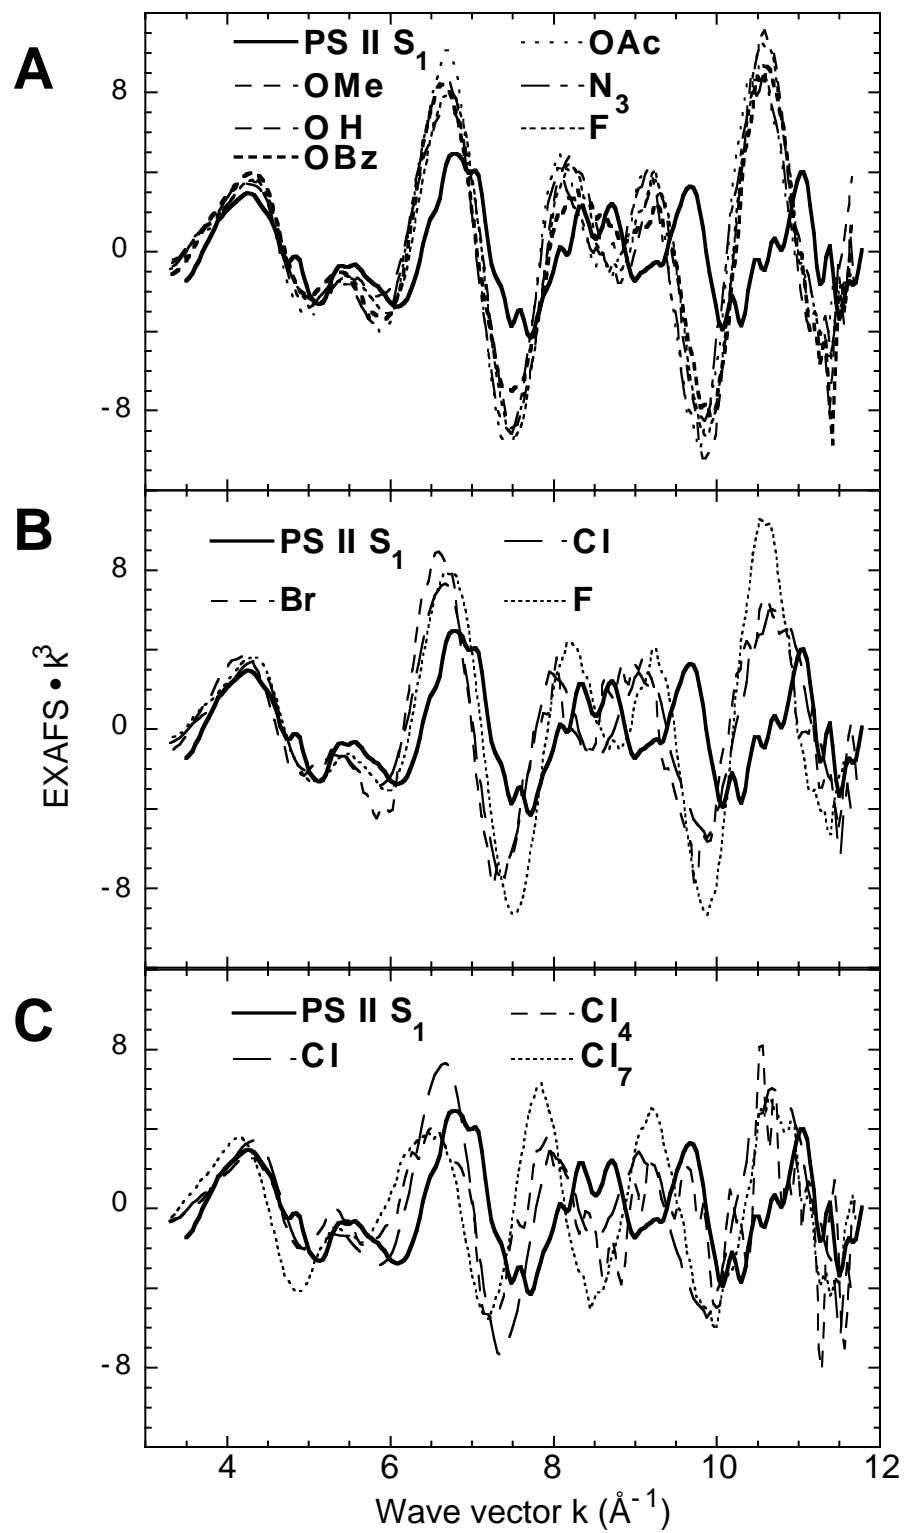 A
PS II S1 OAc
OMe N3
OH F
OBz
8
0
-8
B
PS II S1 Cl
Br F
8
0
-8
EXAFS • k3
C
PS II S1 Cl4
Cl Cl7
8
0
-8
4 6 8 10 12
Wave vector k (Å-1)